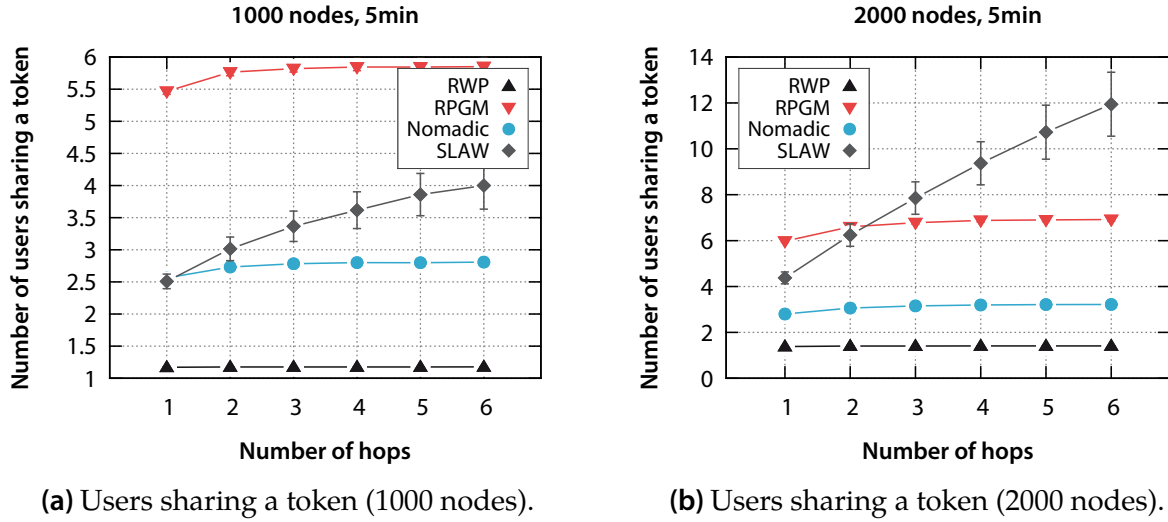 1000 nodes, 5min
Number of users sharing a token
6
5.5
5
4.5
4
3.5
3
2.5
2
1.5
1
RWP
RPGM
Nomadic
SLAW
1 2 3 4 5 6
Number of hops
(a) Users sharing a token (1000 nodes).
2000 nodes, 5min
Number of users sharing a token
14
12
10
8
6
4
2
0
RWP
RPGM
Nomadic
SLAW
1 2 3 4 5 6
Number of hops
(b) Users sharing a token (2000 nodes).